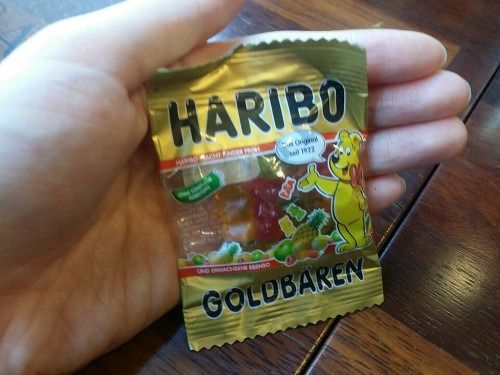 HARIBO
HARIBO MACHT KINDER FROH
Das Original
seit 1922
UND ERWACHSENE EBENSO
GOLDBÄREN